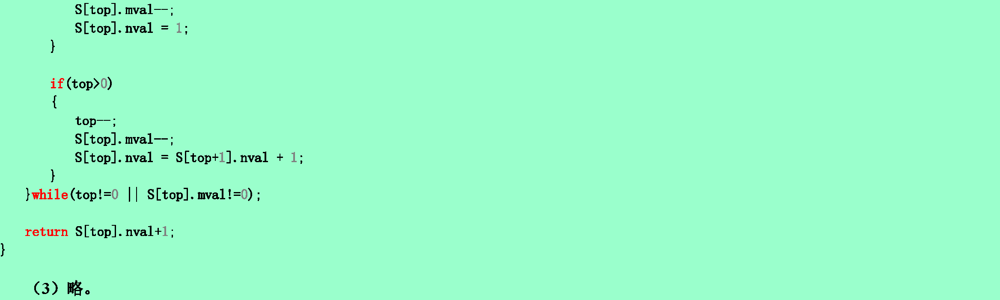 S[top].mval--;
S[top].nval = 1;
}
if(top>0)
{
top--;
S[top].mval--;
S[top].nval = S[top+1].nval + 1;
}
}while(top!=0 || S[top].mval!=0);
return S[top].nval+1;
}
（3）略。